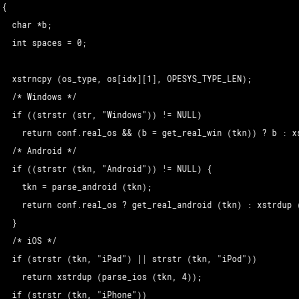 {
char *b;
int spaces = 0;
xstrncpy (os_type, os[idx][1], OPESYS_TYPE_LEN);
/* Windows */
if ((strstr (str, "Windows")) != NULL)
return conf.real_os && (b = get_real_win (tkn)) ? b : xs
/* Android */
if ((strstr (tkn, "Android")) != NULL) {
tkn = parse_android (tkn);
return conf.real_os ? get_real_android (tkn) : xstrdup (
}
/* iOS */
if (strstr (tkn, "iPad") || strstr (tkn, "iPod"))
return xstrdup (parse_ios (tkn, 4));
if (strstr (tkn, "iPhone"))